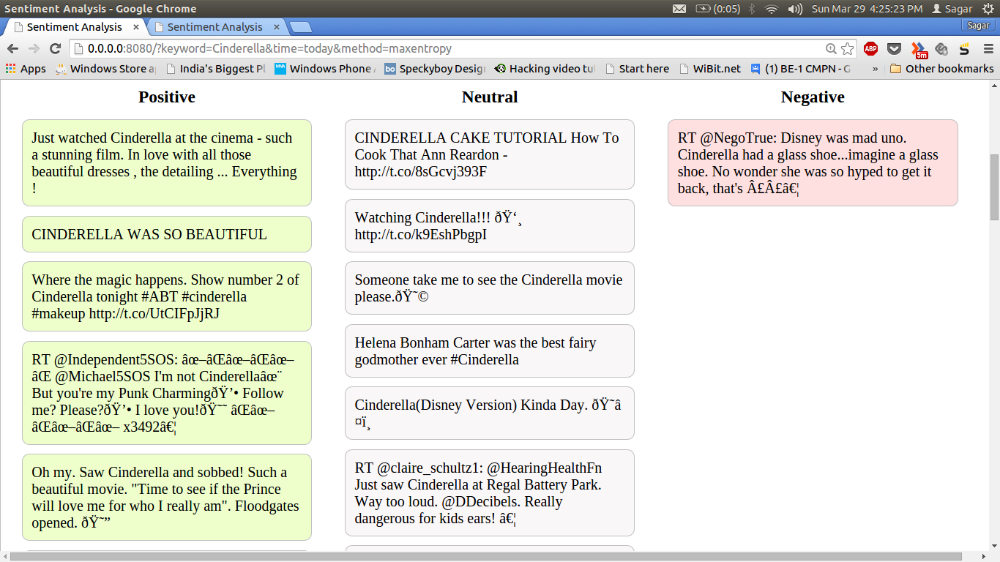 Sentiment Analysis - Google Chrome
(0:05)
Sun Mar 29 4:25:23 PM
Sagar
Sentiment Analysis ×
Sentiment Analysis ×
Sagar
0.0.0.0:8080/?keyword=Cinderella&time=today&method=maxentropy
ABP
5m
S
Apps
Windows Store a
India's Biggest Pl
MVA
Windows Phone
bo
Speckyboy Desig
Hacking video tu
Start here
WiBit.net
(1) BE-1 CMPN - G
»
Other bookmarks
Positive
Just watched Cinderella at the cinema - such
a stunning film. In love with all those
beautiful dresses , the detailing ... Everything
!
CINDERELLA WAS SO BEAUTIFUL
Where the magic happens. Show number 2 of
Cinderella tonight #ABT #cinderella
#makeup http://t.co/UtCIFpJjRJ
RT @Independent5SOS: âœ–âŒâœ–âŒâœ–
âŒ @Michael5SOS I'm not Cinderellaâœ¨
But you're my Punk CharmingðŸ’• Follow
me? Please?ðŸ’• I love you!ðŸ˜˜ âŒâœ–
âŒâœ–âŒâœ– x3492â€¦
Oh my. Saw Cinderella and sobbed! Such a
beautiful movie. "Time to see if the Prince
will love me for who I really am". Floodgates
opened. ðŸ˜”
Neutral
CINDERELLA CAKE TUTORIAL How To
Cook That Ann Reardon -
http://t.co/8sGcvj393F
Watching Cinderella!!! ðŸ‘¸
http://t.co/k9EshPbgpI
Someone take me to see the Cinderella movie
please.ðŸ˜©
Helena Bonham Carter was the best fairy
godmother ever #Cinderella
Cinderella(Disney Version) Kinda Day. ðŸ˜â
¤ï¸
RT @claire_schultz1: @HearingHealthFn
Just saw Cinderella at Regal Battery Park.
Way too loud. @DDecibels. Really
dangerous for kids ears! â€¦
Negative
RT @NegoTrue: Disney was mad uno.
Cinderella had a glass shoe...imagine a glass
shoe. No wonder she was so hyped to get it
back, that's Â£Â£â€¦